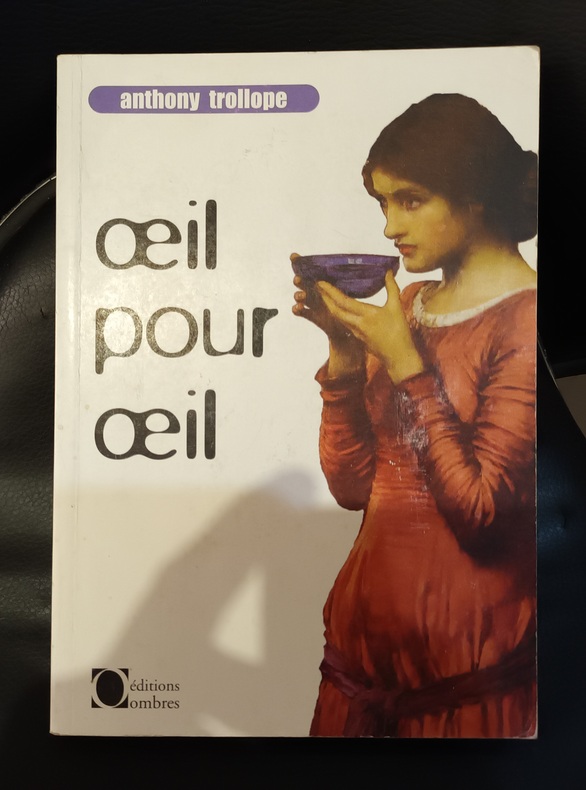 anthony trollope
œil
pour
œil
éditions
ombres